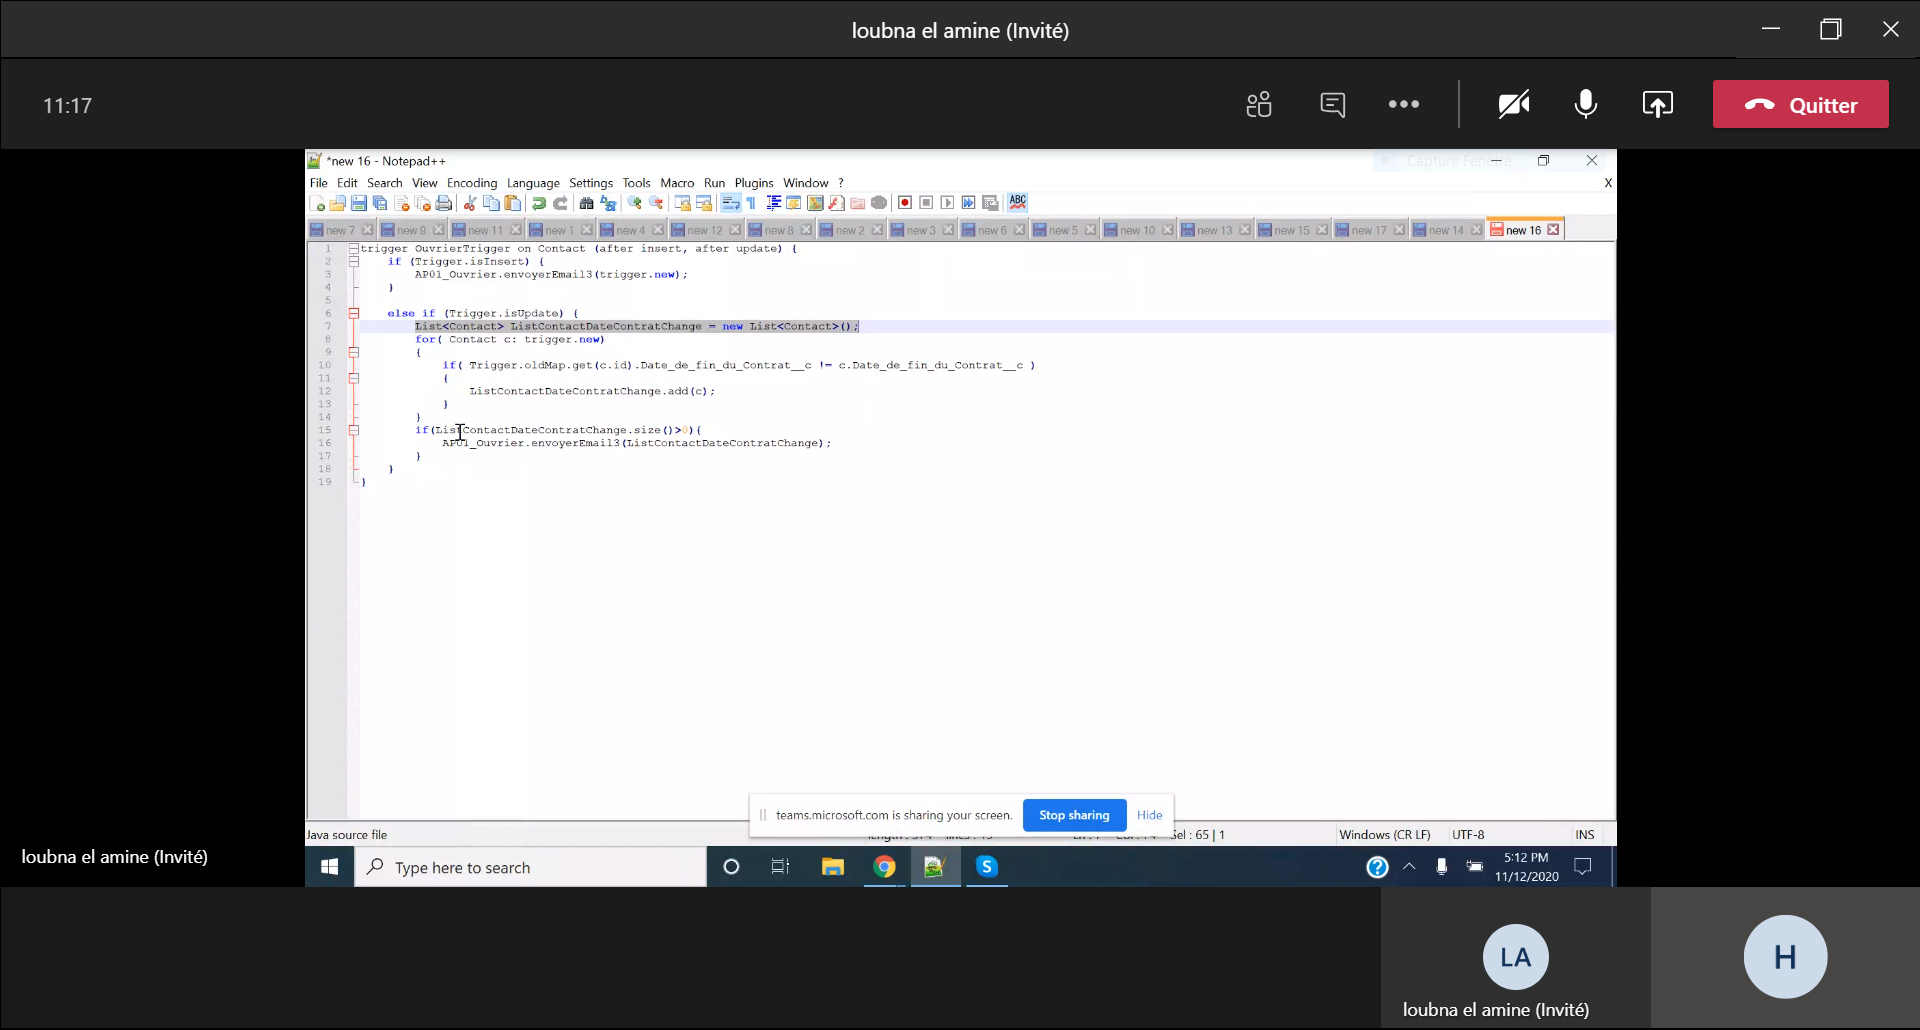 loubna el amine (Invité)
11:17
Quitter
*new 16 - Notepad++
Capture Fenêtre
File Edit Search View Encoding Language Settings Tools Macro Run Plugins Window ?
X
ABC
new 7 new 9 new 11 new 1 new 4 new 12 new 8 new 2 new 3 new 6 new 5 new 10 new 13 new 15 new 17 new 14 new 16
1 trigger OuvrierTrigger on Contact (after insert, after update) {
2 if (Trigger.isInsert) {
3 AP01_Ouvrier.envoyerEmail3(trigger.new);
4 }
5
6 else if (Trigger.isUpdate) {
7 List<Contact> ListContactDateContratChange = new List<Contact>();
8 for( Contact c: trigger.new)
9 {
10 if( Trigger.oldMap.get(c.id).Date_de_fin_du_Contrat__c != c.Date_de_fin_du_Contrat__c )
11 {
12 ListContactDateContratChange.add(c);
13 }
14 }
15 if(ListContactDateContratChange.size()>0){
16 AP01_Ouvrier.envoyerEmail3(ListContactDateContratChange);
17 }
18 }
19 }
teams.microsoft.com is sharing your screen. Stop sharing Hide
Java source file
Sel : 65 | 1
Windows (CR LF) UTF-8 INS
loubna el amine (Invité)
Type here to search
S
?
5:12 PM
11/12/2020
LA
H
loubna el amine (Invité)